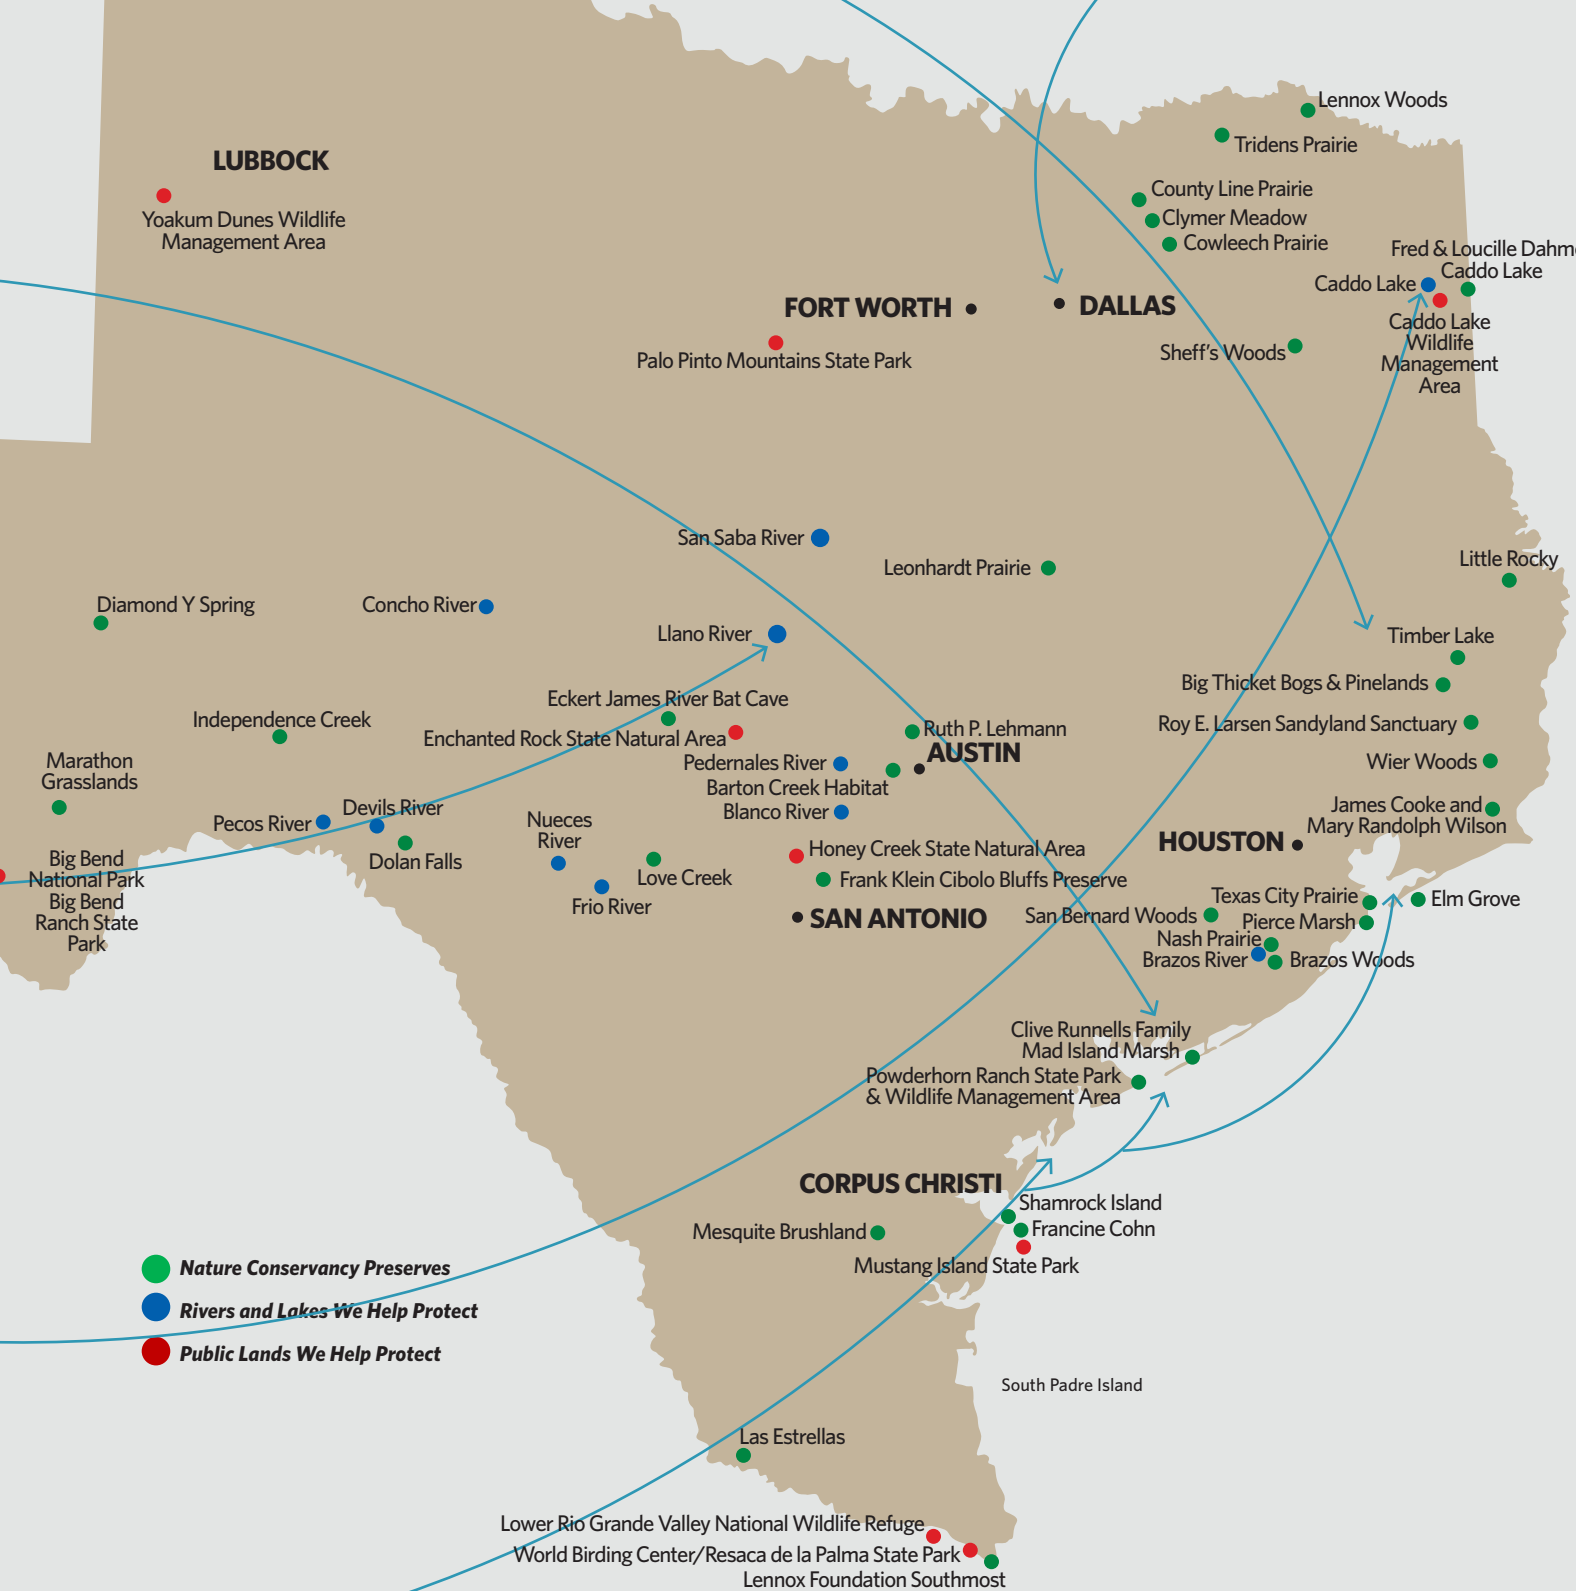 Lennox Woods
Tridens Prairie
LUBBOCK
Yoakum Dunes Wildlife
Management Area
County Line Prairie
Clymer Meadow
Cowleech Prairie
Fred & Loucille Dahm
Caddo Lake
Caddo Lake
FORT WORTH
DALLAS
Caddo Lake
Wildlife
Management
Area
Palo Pinto Mountains State Park
Sheff's Woods
San Saba River
Leonhardt Prairie
Little Rocky
Diamond Y Spring
Concho River
Llano River
Timber Lake
Big Thicket Bogs & Pinelands
Eckert James River Bat Cave
Independence Creek
Enchanted Rock State Natural Area
Ruth P. Lehmann
AUSTIN
Roy E. Larsen Sandyland Sanctuary
Marathon
Grasslands
Pedernales River
Barton Creek Habitat
Blanco River
Wier Woods
Pecos River
Devils River
Dolan Falls
Nueces
River
James Cooke and
Mary Randolph Wilson
HOUSTON
Honey Creek State Natural Area
Big Bend
National Park
Big Bend
Ranch State
Park
Love Creek
Frank Klein Cibolo Bluffs Preserve
Frio River
SAN ANTONIO
Texas City Prairie
Elm Grove
San Bernard Woods
Pierce Marsh
Nash Prairie
Brazos River
Brazos Woods
Clive Runnells Family
Mad Island Marsh
Powderhorn Ranch State Park
& Wildlife Management Area
CORPUS CHRISTI
Shamrock Island
Francine Cohn
Mesquite Brushland
Mustang Island State Park
Nature Conservancy Preserves
Rivers and Lakes We Help Protect
Public Lands We Help Protect
South Padre Island
Las Estrellas
Lower Rio Grande Valley National Wildlife Refuge
World Birding Center/Resaca de la Palma State Park
Lennox Foundation Southmost